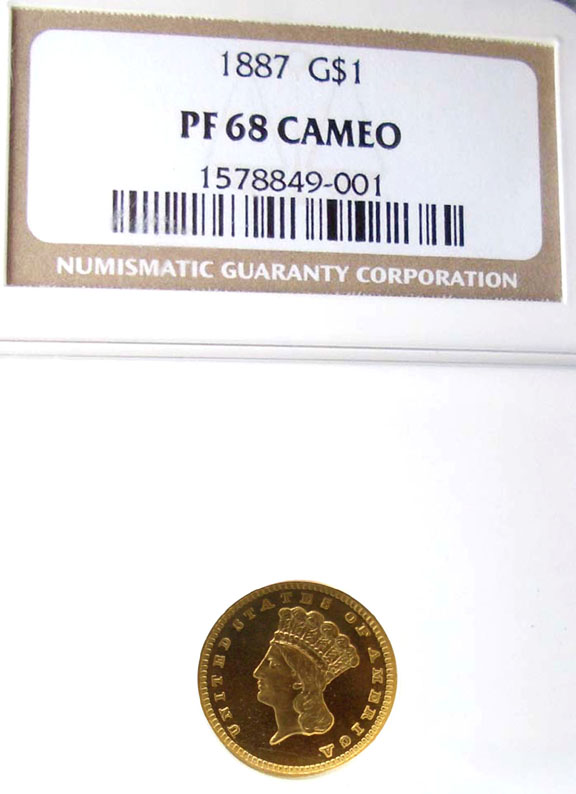 1887 G$1
PF 68 CAMEO
1578849-001
NUMISMATIC GUARANTY CORPORATION
UNITED STATES OF AMERICA